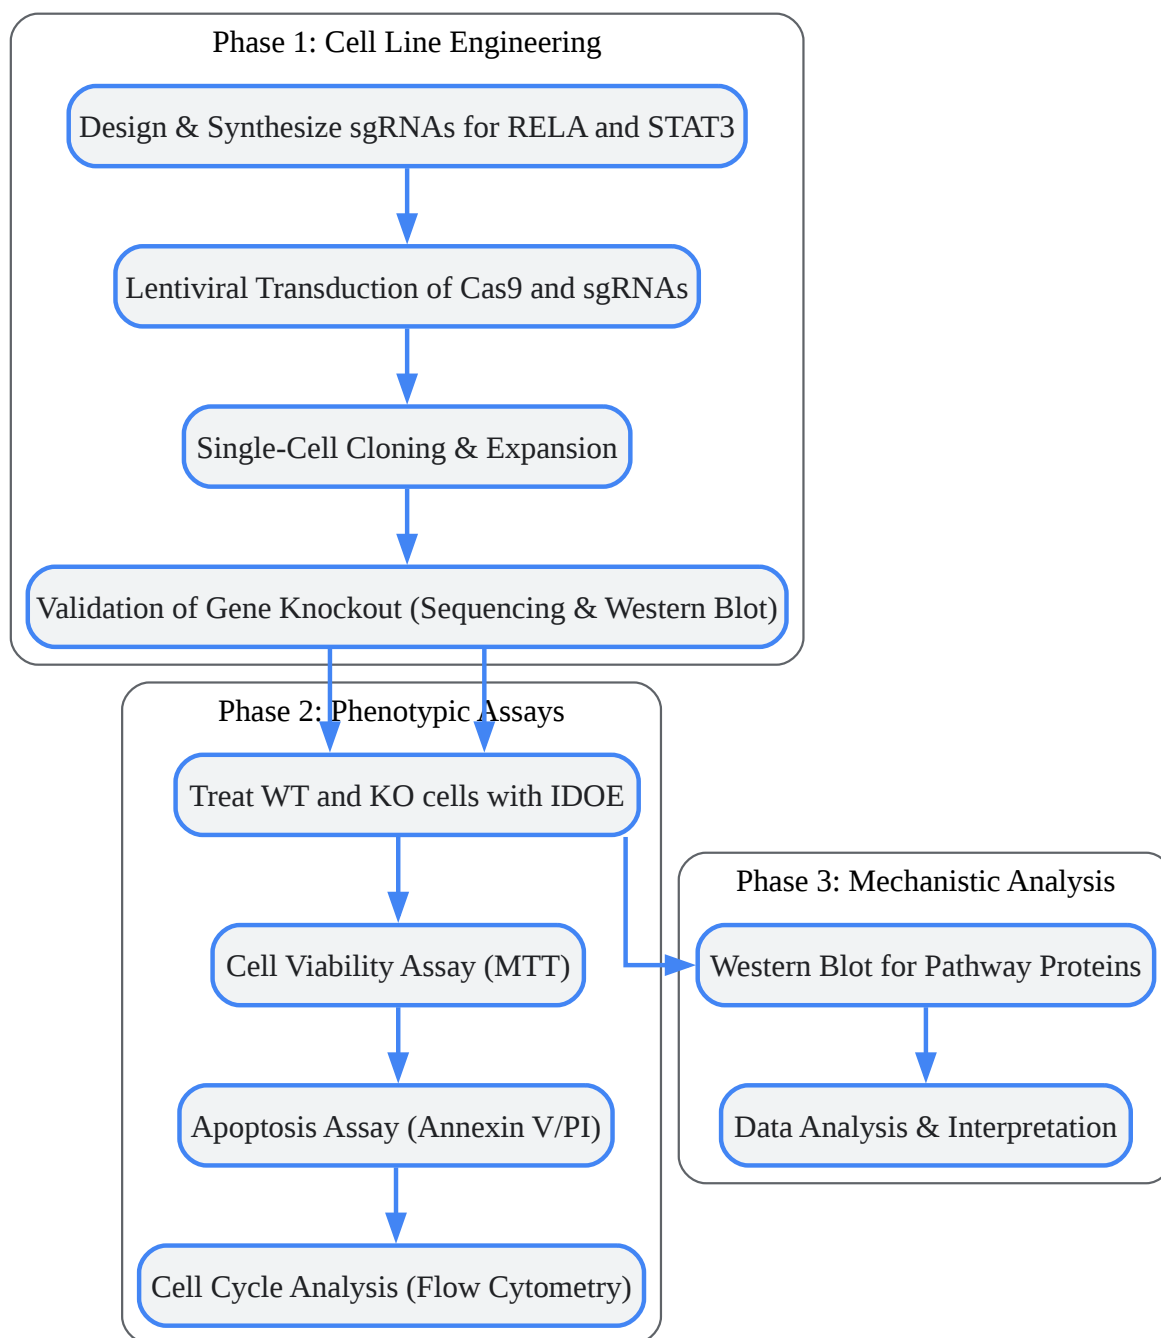 Phase 1: Cell Line Engineering
Design & Synthesize sgRNAs for RELA and STAT3
Lentiviral Transduction of Cas9 and sgRNAs
Single-Cell Cloning & Expansion
Validation of Gene Knockout (Sequencing & Western Blot)
Phase 2: Phenotypic Assays
Treat WT and KO cells with IDOE
Cell Viability Assay (MTT)
Apoptosis Assay (Annexin V/PI)
Cell Cycle Analysis (Flow Cytometry)
Phase 3: Mechanistic Analysis
Western Blot for Pathway Proteins
Data Analysis & Interpretation